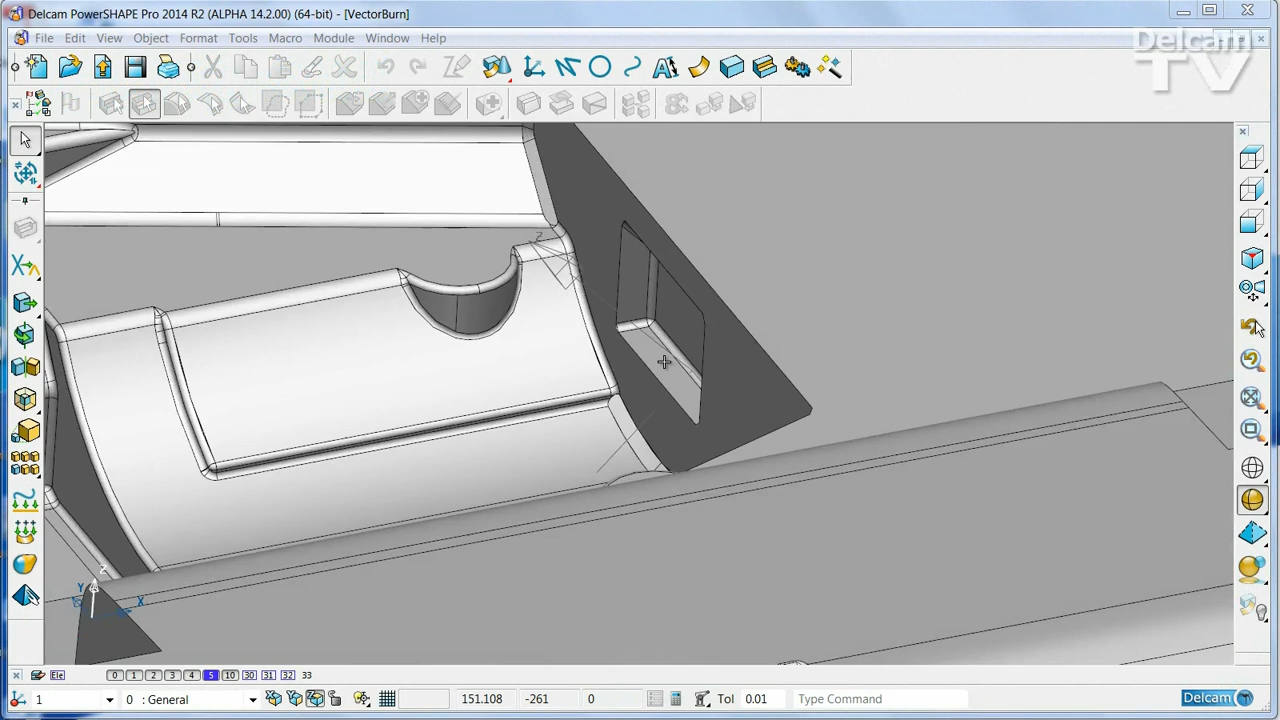 Delcam PowerSHAPE Pro 2014 R2 (ALPHA 14.2.00) (64-bit) - [VectorBurn]
File Edit View Object Format Tools Macro Module Window Help
Delcam
TV
Z
Z
Y
X
Ele 0 1 2 3 4 5 10 30 31 32 33
1 0 : General 151.108 -261 0 Tol 0.01 Type Command Delcam